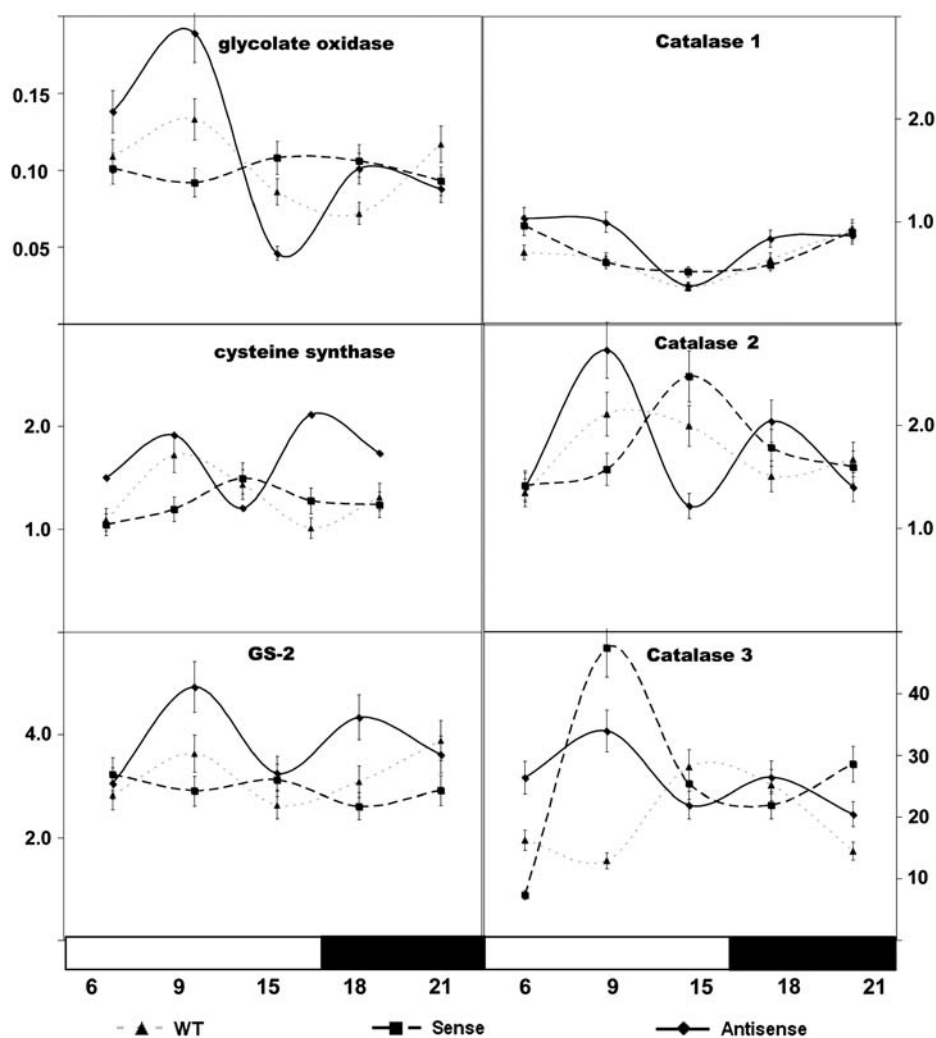 glycolate oxidase
0.15
0.10
0.05
Catalase 1
2.0
1.0
cysteine synthase
2.0
1.0
Catalase 2
2.0
1.0
GS-2
4.0
2.0
Catalase 3
40
30
20
10
6 9 15 18 21 6 9 15 18 21
WT Sense Antisense